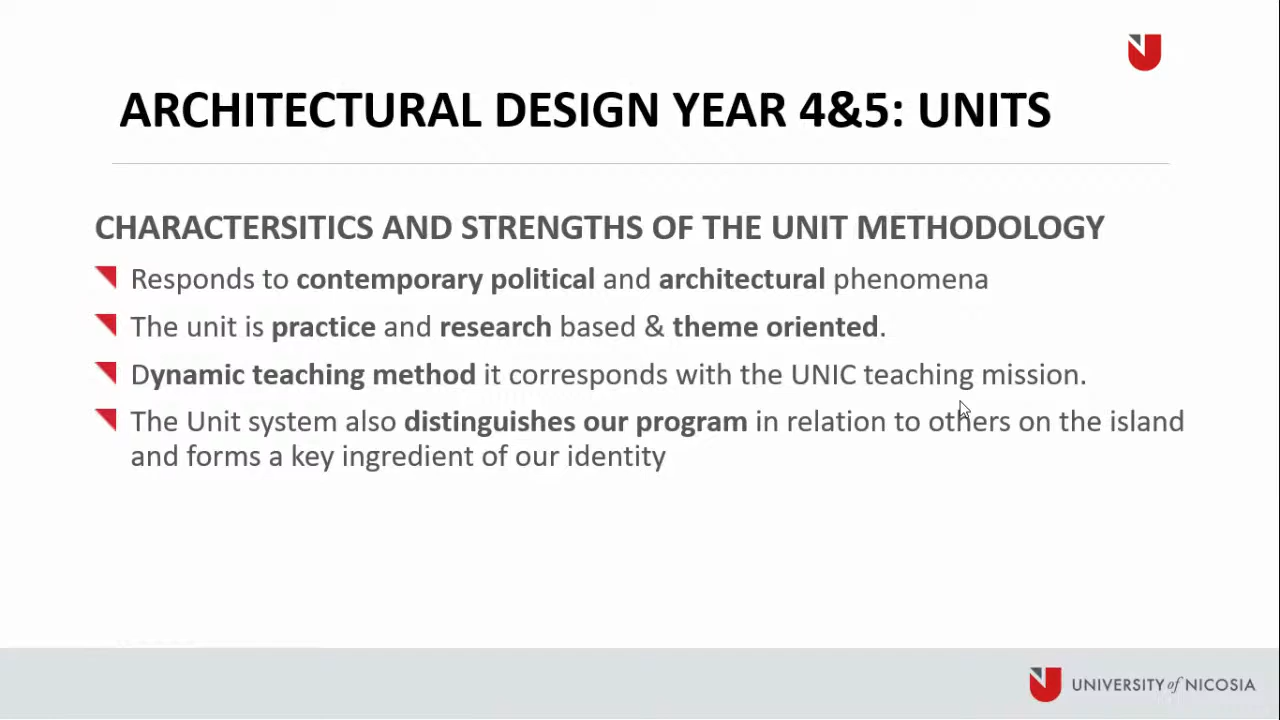 ARCHITECTURAL DESIGN YEAR 4&5: UNITS
CHARACTERSITICS AND STRENGTHS OF THE UNIT METHODOLOGY
Responds to contemporary political and architectural phenomena
The unit is practice and research based & theme oriented.
Dynamic teaching method it corresponds with the UNIC teaching mission.
The Unit system also distinguishes our program in relation to others on the island
and forms a key ingredient of our identity
UNIVERSITY of NICOSIA